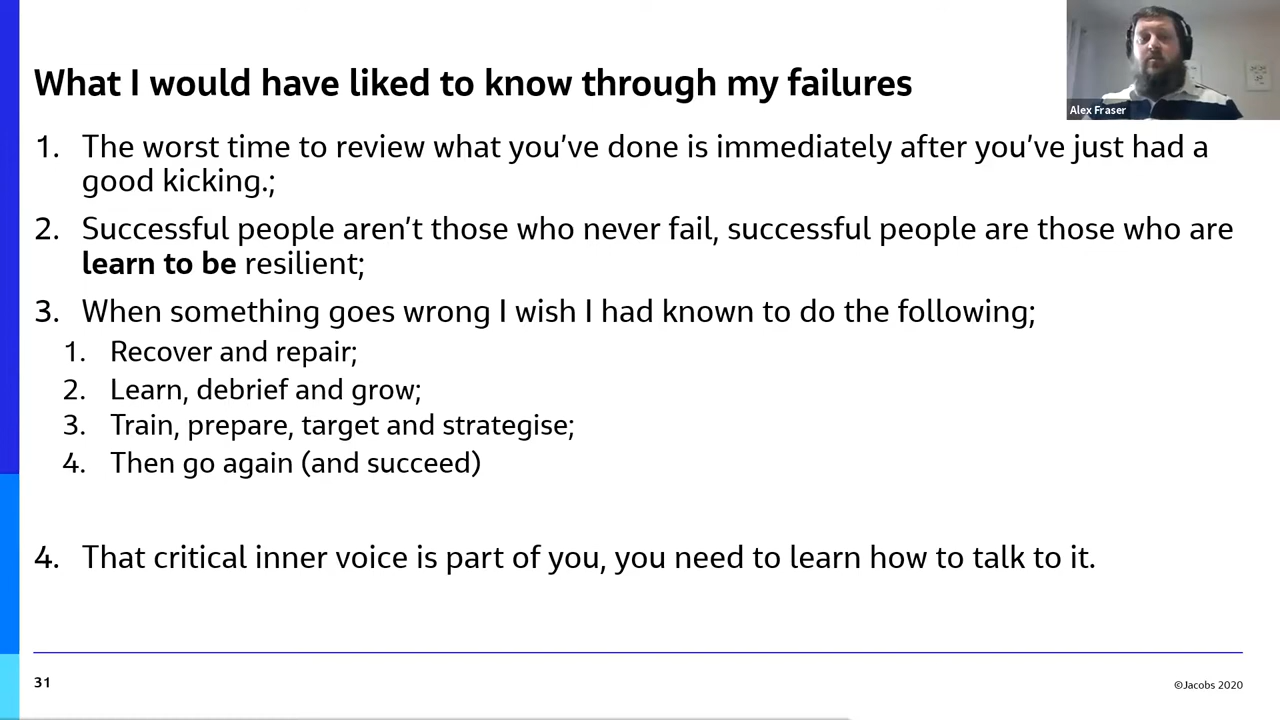 What I would have liked to know through my failures
Alex Fraser
1. The worst time to review what you’ve done is immediately after you’ve just had a
good kicking.;
2. Successful people aren’t those who never fail, successful people are those who are
learn to be resilient;
3. When something goes wrong I wish I had known to do the following;
1. Recover and repair;
2. Learn, debrief and grow;
3. Train, prepare, target and strategise;
4. Then go again (and succeed)
4. That critical inner voice is part of you, you need to learn how to talk to it.
31
©Jacobs 2020